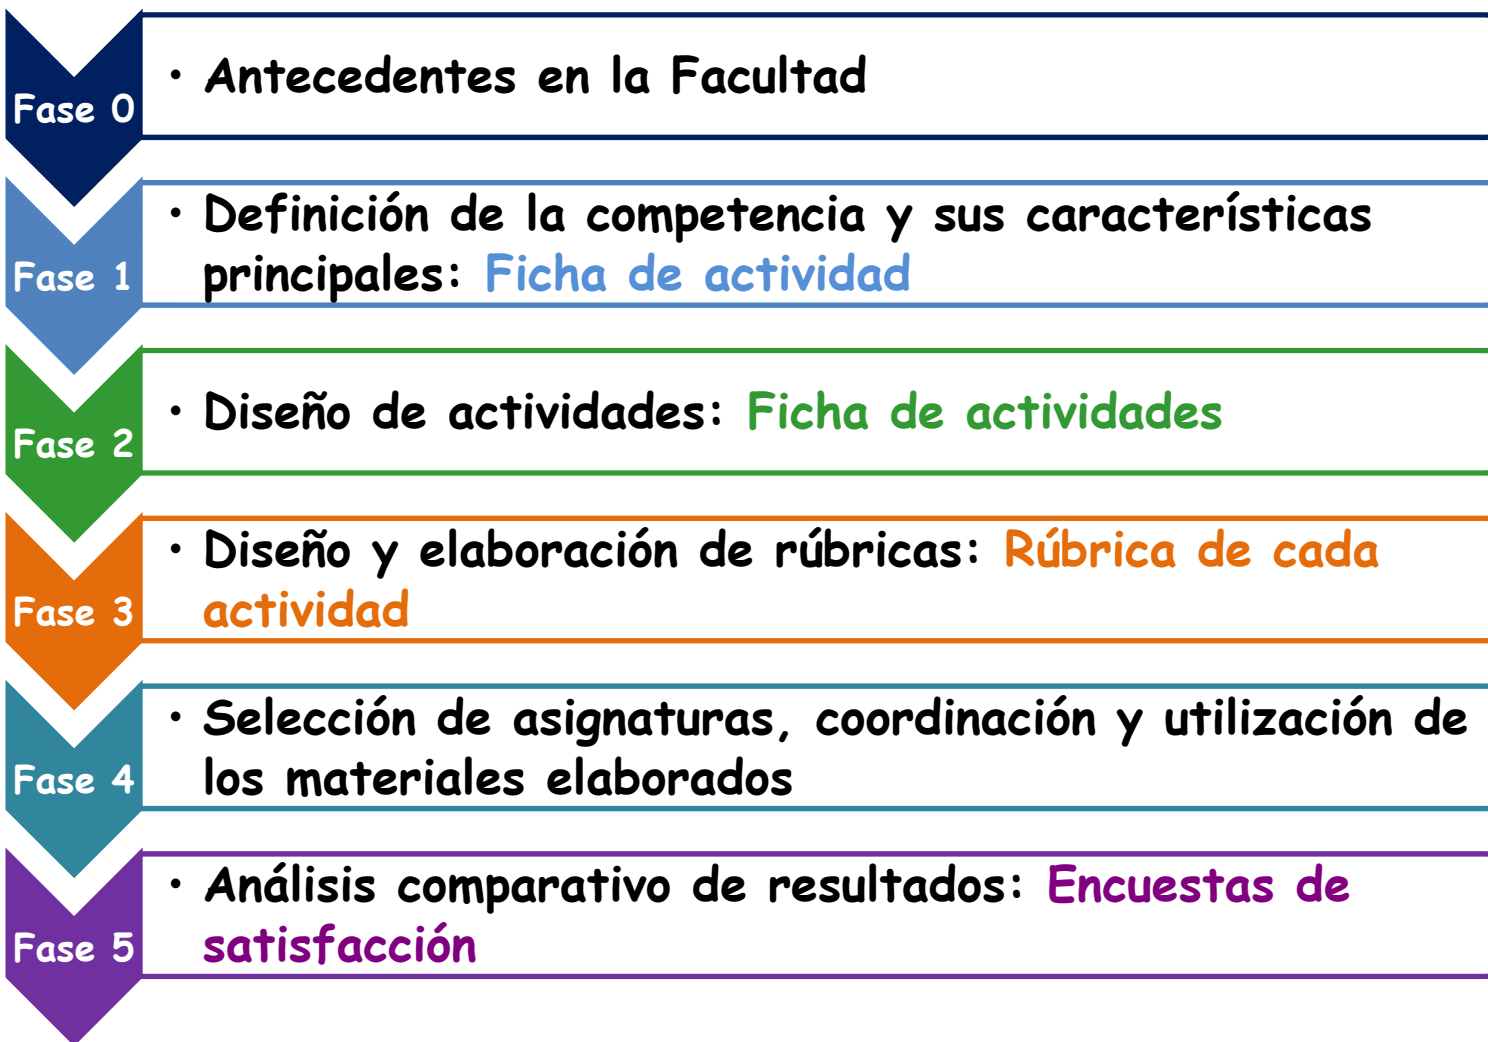 Fase 0
• Antecedentes en la Facultad
Fase 1
• Definición de la competencia y sus características
principales: Ficha de actividad
Fase 2
• Diseño de actividades: Ficha de actividades
Fase 3
• Diseño y elaboración de rúbricas: Rúbrica de cada
actividad
Fase 4
• Selección de asignaturas, coordinación y utilización de
los materiales elaborados
Fase 5
• Análisis comparativo de resultados: Encuestas de
satisfacción